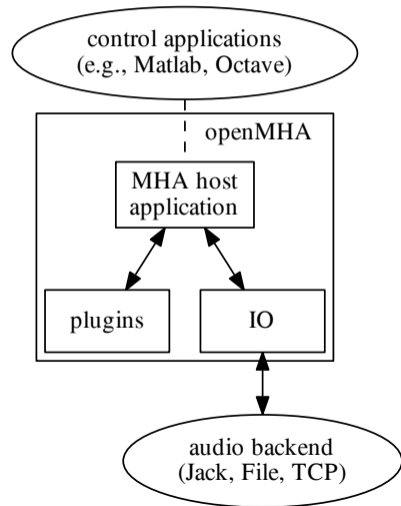 control applications
(e.g., Matlab, Octave)
openMHA
MHA host
application
plugins
IO
audio backend
(Jack, File, TCP)